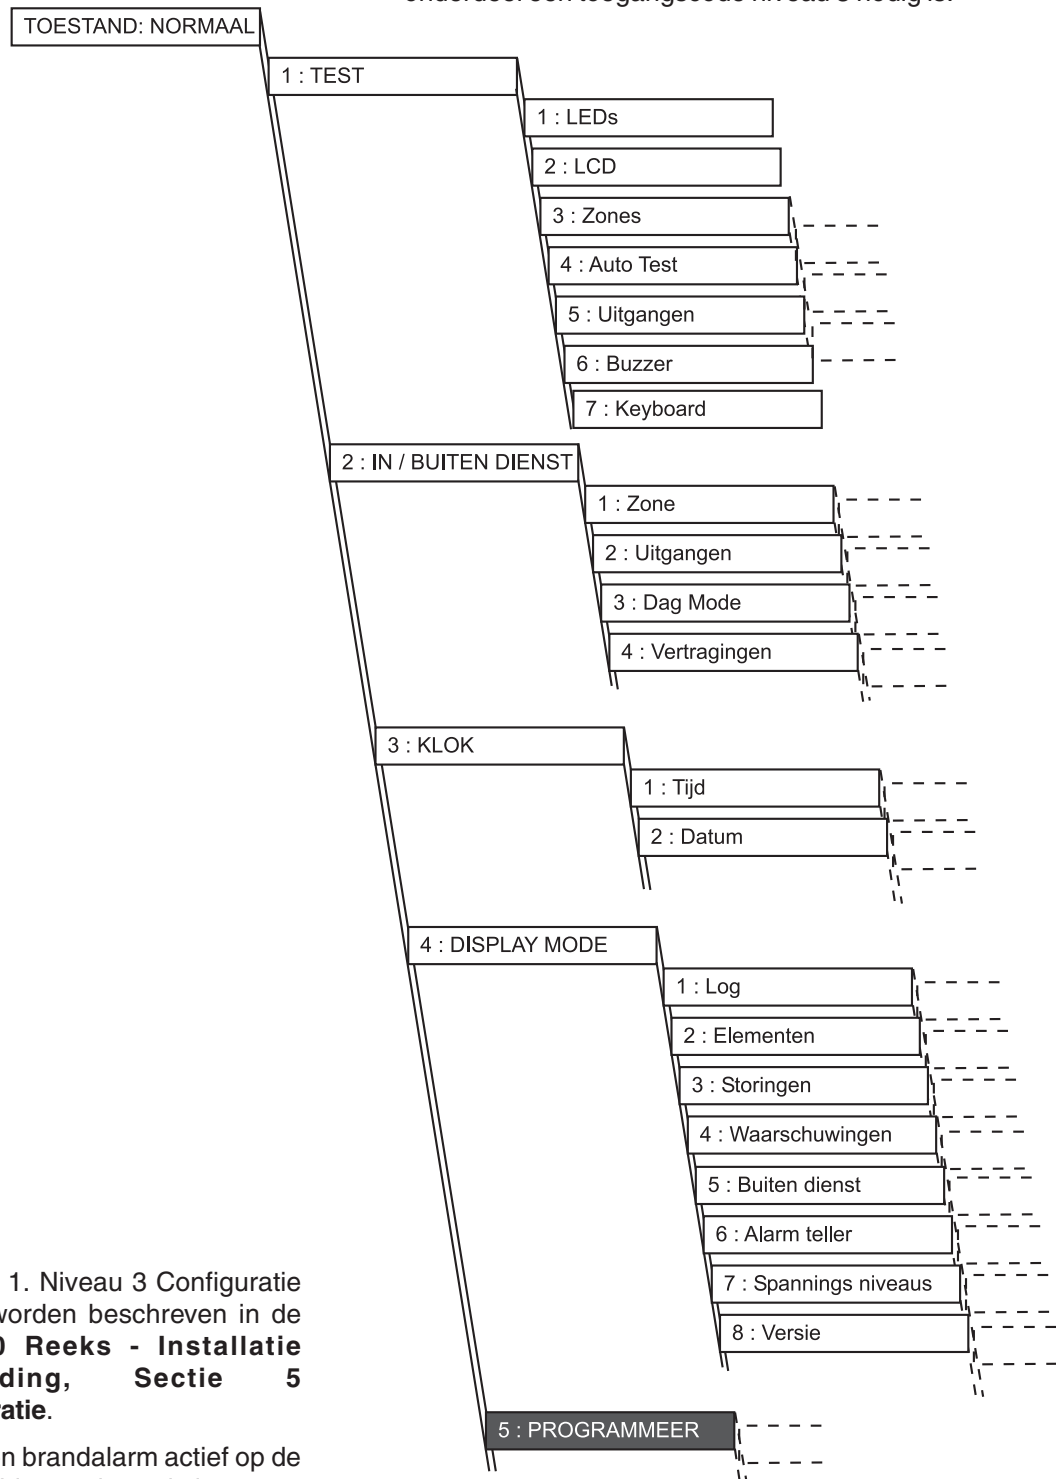 TOESTAND: NORMAAL
1 : TEST
1 : LEDs
2 : LCD
3 : Zones
4 : Auto Test
5 : Uitgangen
6 : Buzzer
7 : Keyboard
2 : IN / BUITEN DIENST
1 : Zone
2 : Uitgangen
3 : Dag Mode
4 : Vertragingen
3 : KLOK
1 : Tijd
2 : Datum
4 : DISPLAY MODE
1 : Log
2 : Elementen
3 : Storingen
4 : Waarschuwingen
5 : Buiten dienst
6 : Alarm teller
7 : Spannings niveaus
8 : Versie
5 : PROGRAMMEER
1. Niveau 3 Configuratie
worden beschreven in de
0 Reeks - Installatie
ding, Sectie 5
ratie.
n brandalarm actief op de